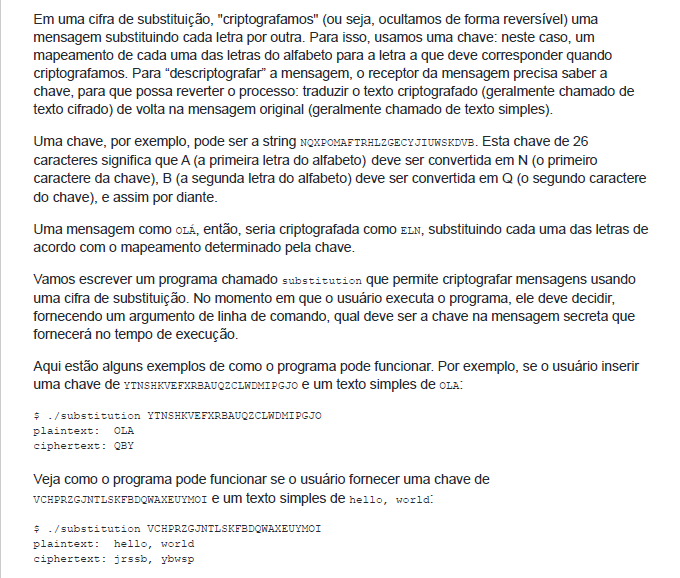 Em uma cifra de substituição, "criptografamos" (ou seja, ocultamos de forma reversível) uma
mensagem substituindo cada letra por outra. Para isso, usamos uma chave: neste caso, um
mapeamento de cada uma das letras do alfabeto para a letra a que deve corresponder quando
criptografamos. Para “descriptografar” a mensagem, o receptor da mensagem precisa saber a
chave, para que possa reverter o processo: traduzir o texto criptografado (geralmente chamado de
texto cifrado) de volta na mensagem original (geralmente chamado de texto simples).
Uma chave, por exemplo, pode ser a string NQXPOMAFTRHLZGECYJIUWSKDVB. Esta chave de 26
caracteres significa que A (a primeira letra do alfabeto) deve ser convertida em N (o primeiro
caractere da chave), B (a segunda letra do alfabeto) deve ser convertida em Q (o segundo caractere
do chave), e assim por diante.
Uma mensagem como OLÁ, então, seria criptografada como ELN, substituindo cada uma das letras de
acordo com o mapeamento determinado pela chave.
Vamos escrever um programa chamado substitution que permite criptografar mensagens usando
uma cifra de substituição. No momento em que o usuário executa o programa, ele deve decidir,
fornecendo um argumento de linha de comando, qual deve ser a chave na mensagem secreta que
fornecerá no tempo de execução.
Aqui estão alguns exemplos de como o programa pode funcionar. Por exemplo, se o usuário inserir
uma chave de YTNSHKVEFXRBAUQZCLWDMIPGJO e um texto simples de OLA:
$ ./substitution YTNSHKVEFXRBAUQZCLWDMIPGJO
plaintext: OLA
ciphertext: QBY
Veja como o programa pode funcionar se o usuário fornecer uma chave de
VCHPRZGJNTLSKFBDQWAXEUYMOI e um texto simples de hello, world:
$ ./substitution VCHPRZGJNTLSKFBDQWAXEUYMOI
plaintext: hello, world
ciphertext: jrssb, ybwsp